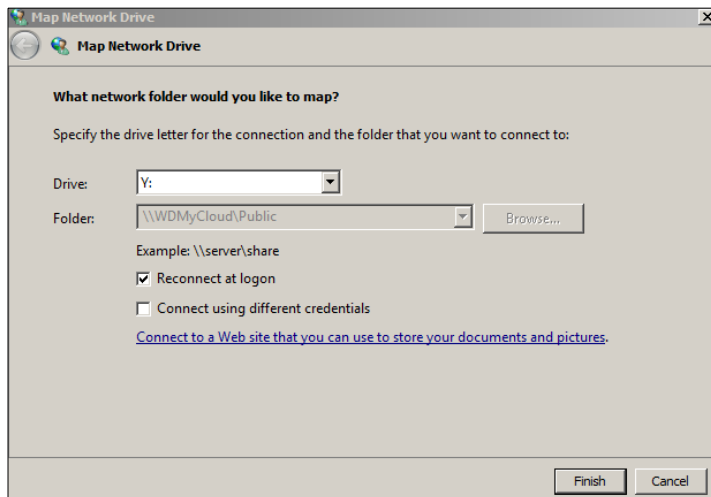 Map Network Drive
Map Network Drive
What network folder would you like to map?
Specify the drive letter for the connection and the folder that you want to connect to:
Drive: Y:
Folder: \\WDMyCloud\Public Browse...
Example: \\server\share
Reconnect at logon
Connect using different credentials
Connect to a Web site that you can use to store your documents and pictures.
Finish Cancel